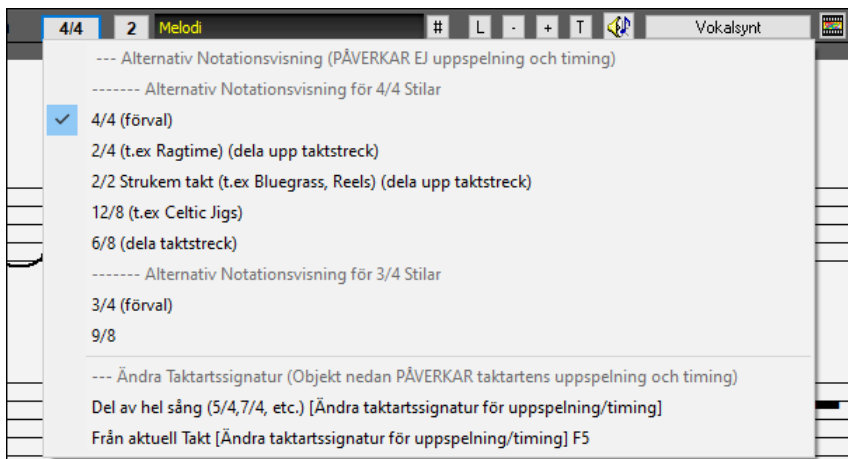 4/4 2 Melodi # L - + T Vokalsynt
--- Alternativ Notationsvisning (PÅVERKAR EJ uppspelning och timing)
------- Alternativ Notationsvisning för 4/4 Stilar
4/4 (förval)
2/4 (t.ex Ragtime) (dela upp taktstreck)
2/2 Strukem takt (t.ex Bluegrass, Reels) (dela upp taktstreck)
12/8 (t.ex Celtic Jigs)
6/8 (dela taktstreck)
------- Alternativ Notationsvisning för 3/4 Stilar
3/4 (förval)
9/8
--- Ändra Taktartssignatur (Objekt nedan PÅVERKAR taktartens uppspelning och timing)
Del av hel sång (5/4,7/4, etc.) [Ändra taktartssignatur för uppspelning/timing]
Från aktuell Takt [Ändra taktartssignatur för uppspelning/timing] F5